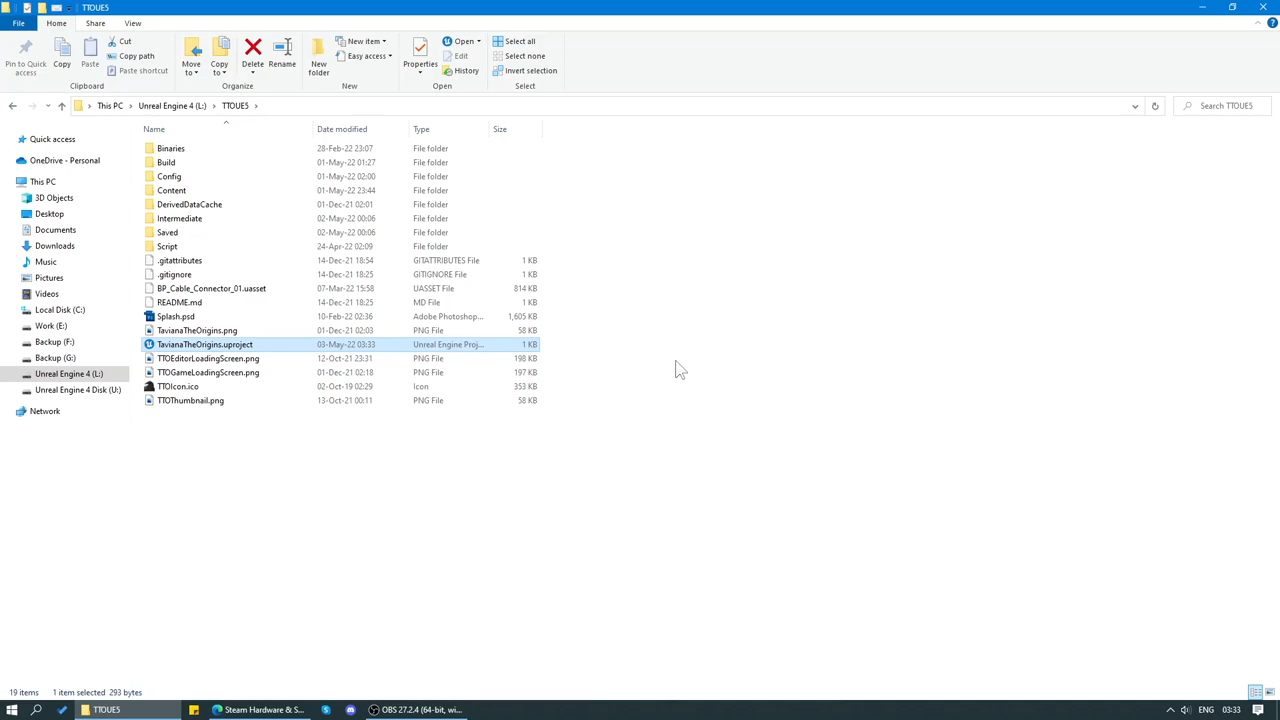 TTOUE5
File
Home
Share
View
Pin to Quick access
Copy
Paste
Cut
Copy path
Paste shortcut
Clipboard
Move to
Copy to
Delete
Rename
Organize
New folder
New item
Easy access
New
Properties
Open
Edit
History
Open
Select all
Select none
Invert selection
Select
This PC > Unreal Engine 4 (L:) > TTOUE5 >
Search TTOUE5
Name Date modified Type Size
Quick access
OneDrive - Personal
This PC
3D Objects
Desktop
Documents
Downloads
Music
Pictures
Videos
Local Disk (C:)
Work (E:)
Backup (F:)
Backup (G:)
Unreal Engine 4 (L:)
Unreal Engine 4 Disk (U:)
Network
Binaries 28-Feb-22 23:07 File folder
Build 01-May-22 01:27 File folder
Config 01-May-22 02:00 File folder
Content 01-May-22 23:44 File folder
DerivedDataCache 01-Dec-21 02:01 File folder
Intermediate 02-May-22 00:06 File folder
Saved 02-May-22 00:06 File folder
Script 24-Apr-22 02:09 File folder
.gitattributes 14-Dec-21 18:54 GITATTRIBUTES File 1 KB
.gitignore 14-Dec-21 18:25 GITIGNORE File 1 KB
BP_Cable_Connector_01.uasset 07-Mar-22 15:58 UASSET File 814 KB
README.md 14-Dec-21 18:25 MD File 1 KB
Splash.psd 10-Feb-22 02:36 Adobe Photoshop... 1,605 KB
TavianaTheOrigins.png 01-Dec-21 02:03 PNG File 58 KB
TavianaTheOrigins.uproject 03-May-22 03:33 Unreal Engine Proj... 1 KB
TTOEditorLoadingScreen.png 12-Oct-21 23:31 PNG File 198 KB
TTOGameLoadingScreen.png 01-Dec-21 02:18 PNG File 197 KB
TTOIcon.ico 02-Oct-19 02:29 Icon 353 KB
TTOThumbnail.png 13-Oct-21 00:11 PNG File 58 KB
19 items 1 item selected 293 bytes
TTOUE5
Steam Hardware & S...
OBS 27.2.4 (64-bit, wi...
ENG
03:33